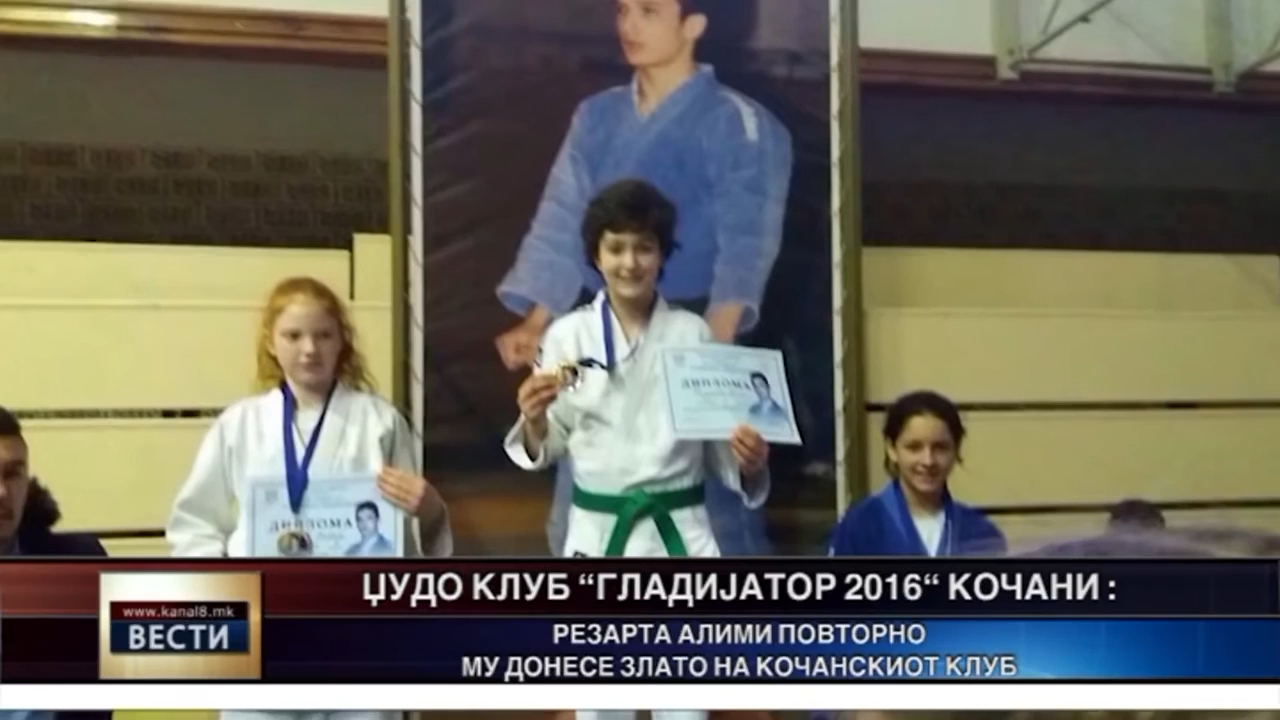 ДИПЛОМА
ДИПЛОМА
ЏУДО КЛУБ “ГЛАДИЈАТОР 2016“ КОЧАНИ :
www.kanal8.mk
ВЕСТИ
РЕЗАРТА АЛИМИ ПОВТОРНО
МУ ДОНЕСЕ ЗЛАТО НА КОЧАНСКИОТ КЛУБ